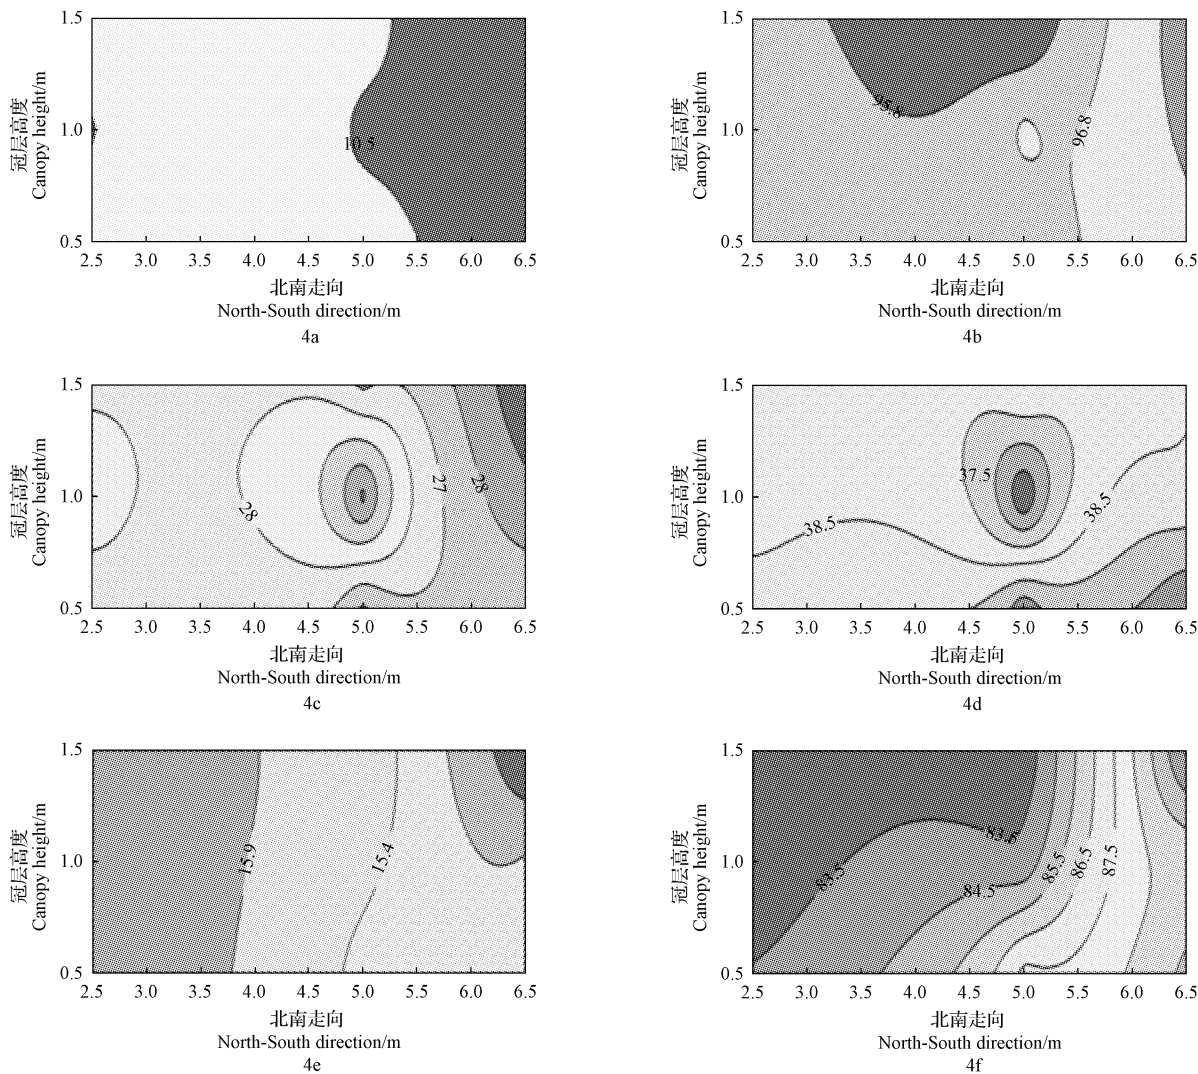 1.5
1.0
0.5
冠层高度
Canopy height/m
10.5
2.5 3.0 3.5 4.0 4.5 5.0 5.5 6.0 6.5
北南走向
North-South direction/m
4a
1.5
1.0
0.5
冠层高度
Canopy height/m
95.8
96.8
2.5 3.0 3.5 4.0 4.5 5.0 5.5 6.0 6.5
北南走向
North-South direction/m
4b
1.5
1.0
0.5
冠层高度
Canopy height/m
28
27
28
2.5 3.0 3.5 4.0 4.5 5.0 5.5 6.0 6.5
北南走向
North-South direction/m
4c
1.5
1.0
0.5
冠层高度
Canopy height/m
37.5
38.5
38.5
2.5 3.0 3.5 4.0 4.5 5.0 5.5 6.0 6.5
北南走向
North-South direction/m
4d
1.5
1.0
0.5
冠层高度
Canopy height/m
15.9
15.4
2.5 3.0 3.5 4.0 4.5 5.0 5.5 6.0 6.5
北南走向
North-South direction/m
4e
1.5
1.0
0.5
冠层高度
Canopy height/m
83.5
83.5
84.5
85.5
86.5
87.5
2.5 3.0 3.5 4.0 4.5 5.0 5.5 6.0 6.5
北南走向
North-South direction/m
4f